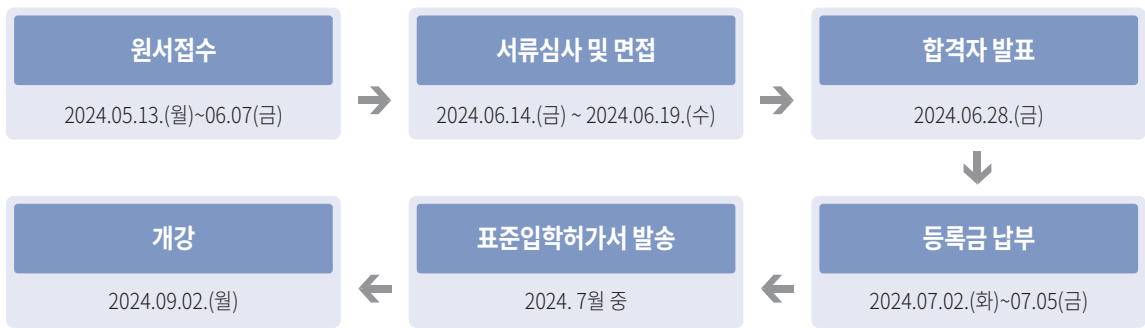 원서접수
2024.05.13.(월)~06.07(금)
서류심사 및 면접
2024.06.14.(금) ~ 2024.06.19.(수)
합격자 발표
2024.06.28.(금)
등록금 납부
2024.07.02.(화)~07.05(금)
표준입학허가서 발송
2024. 7월 중
개강
2024.09.02.(월)